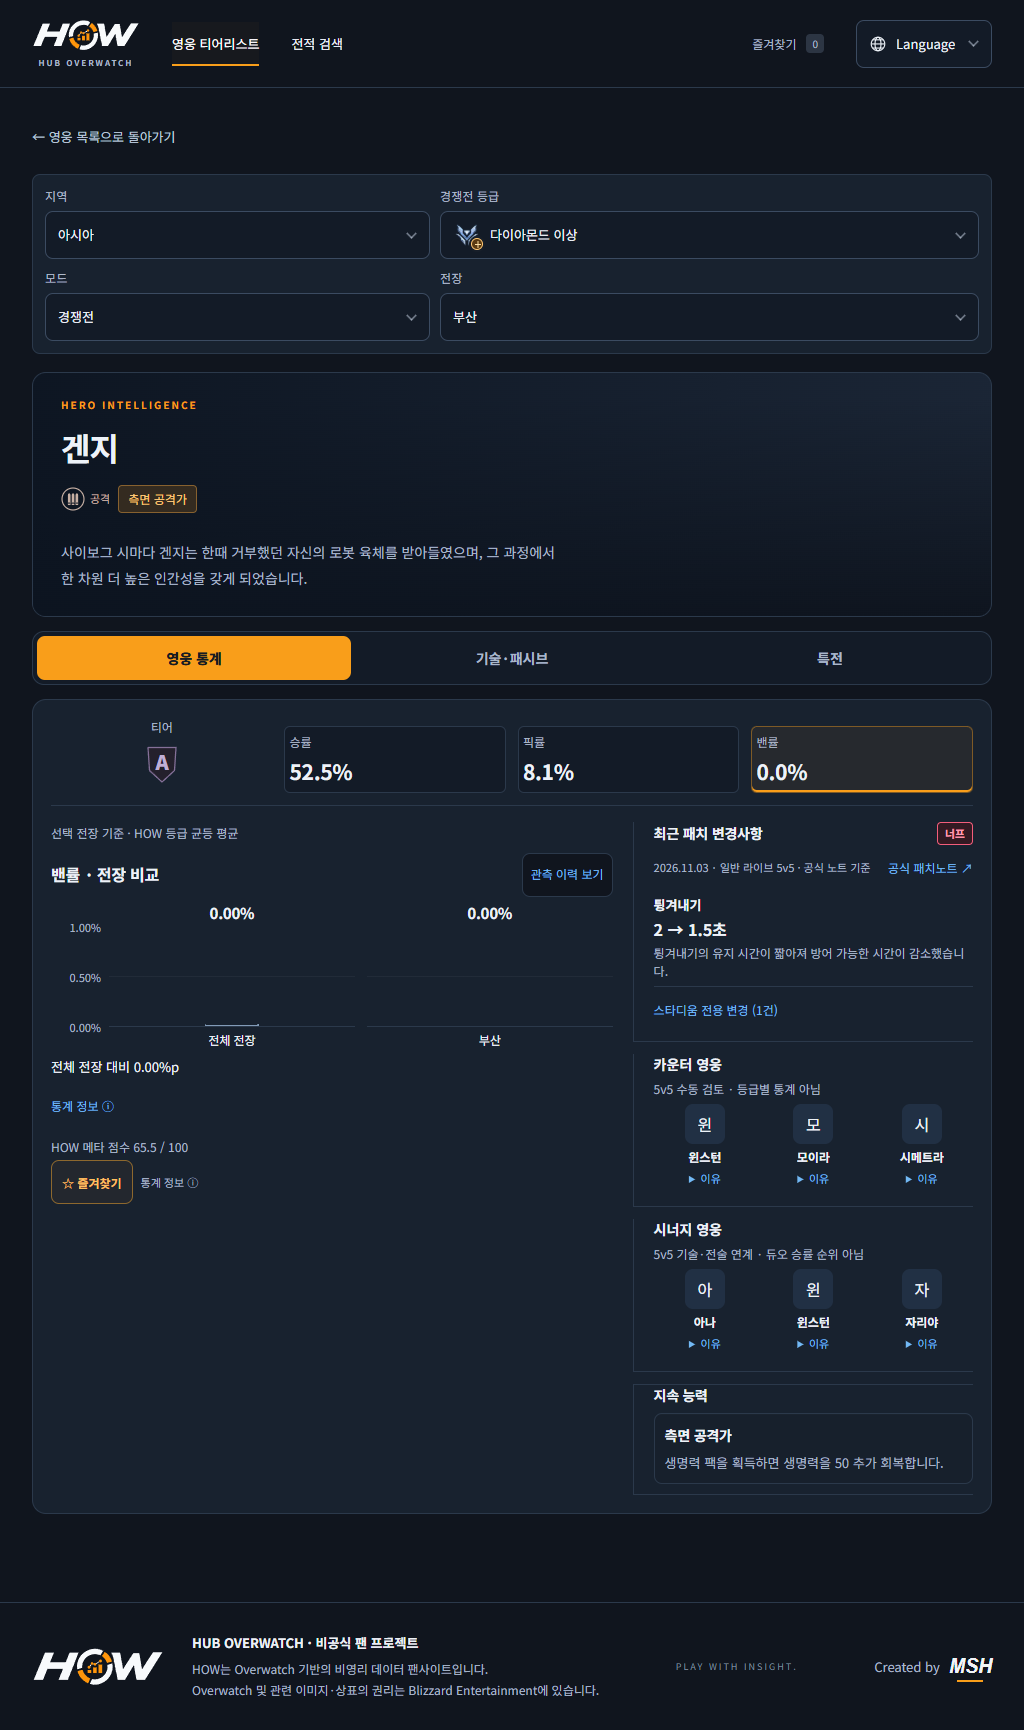 HOW
HUB OVERWATCH
영웅 티어리스트
전적 검색
즐겨찾기 0
Language
← 영웅 목록으로 돌아가기
지역
아시아
경쟁전 등급
다이아몬드 이상
모드
경쟁전
전장
부산
HERO INTELLIGENCE
겐지
공격
측면 공격가
사이보그 시마다 겐지는 한때 거부했던 자신의 로봇 육체를 받아들였으며, 그 과정에서
한 차원 더 높은 인간성을 갖게 되었습니다.
영웅 통계
기술·패시브
특전
티어
A
승률
52.5%
픽률
8.1%
밴률
0.0%
선택 전장 기준 · HOW 등급 균등 평균
밴률 · 전장 비교
관측 이력 보기
0.00%
0.00%
1.00%
0.50%
0.00%
전체 전장
부산
전체 전장 대비 0.00%p
통계 정보 ⓘ
HOW 메타 점수 65.5 / 100
☆ 즐겨찾기
통계 정보 ⓘ
최근 패치 변경사항
너프
2026.11.03 · 일반 라이브 5v5 · 공식 노트 기준
공식 패치노트 ↗
튕겨내기
2 → 1.5초
튕겨내기의 유지 시간이 짧아져 방어 가능한 시간이 감소했습니
다.
스타디움 전용 변경 (1건)
카운터 영웅
5v5 수동 검토 · 등급별 통계 아님
윈
모
시
윈스턴
모이라
시메트라
▶ 이유
▶ 이유
▶ 이유
시너지 영웅
5v5 기술·전술 연계 · 듀오 승률 순위 아님
아
윈
자
아나
윈스턴
자리야
▶ 이유
▶ 이유
▶ 이유
지속 능력
측면 공격가
생명력 팩을 획득하면 생명력을 50 추가 회복합니다.
HOW
HUB OVERWATCH · 비공식 팬 프로젝트
HOW는 Overwatch 기반의 비영리 데이터 팬사이트입니다.
Overwatch 및 관련 이미지·상표의 권리는 Blizzard Entertainment에 있습니다.
PLAY WITH INSIGHT.
Created by MSH